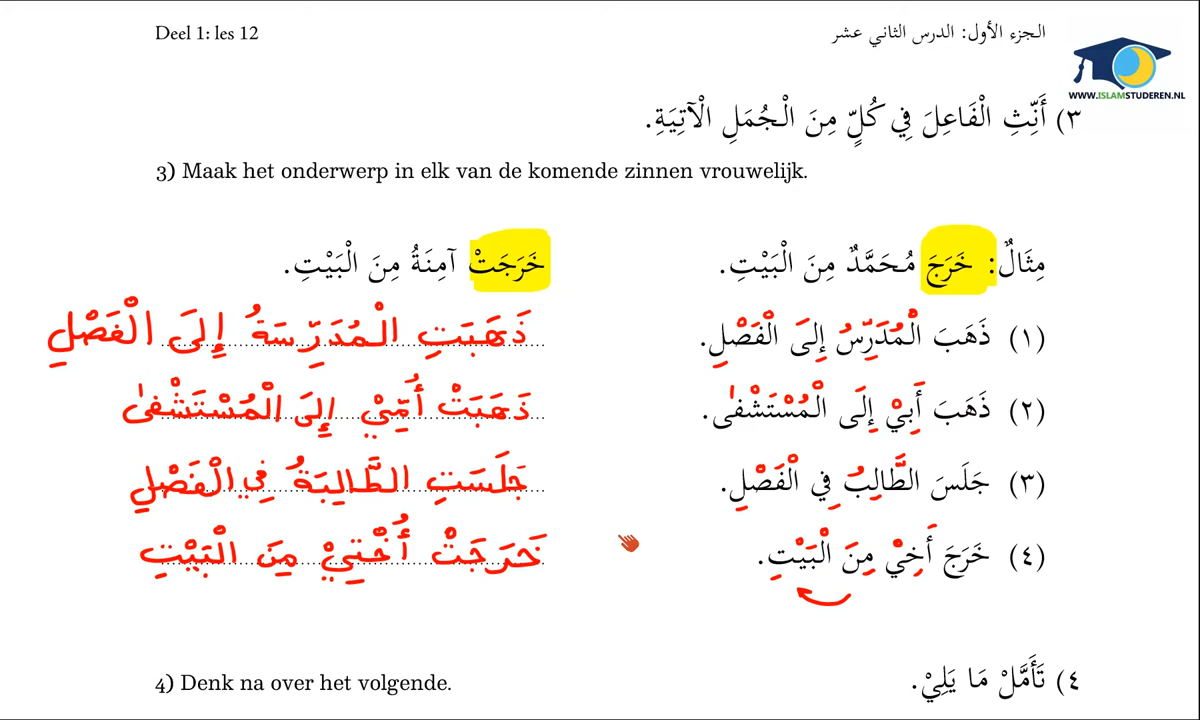 Deel 1: les 12
الجزء الأول: الدرس الثاني عشر
WWW.ISLAMSTUDEREN.NL
٣) أَنِّثِ الْفَاعِلَ فِي كُلٍّ مِنَ الْجُمَلِ الْآتِيَةِ.
3) Maak het onderwerp in elk van de komende zinnen vrouwelijk.
مِثَالٌ: خَرَجَ مُحَمَّدٌ مِنَ الْبَيْتِ. خَرَجَتْ آمِنَةُ مِنَ الْبَيْتِ.
(١) ذَهَبَ الْمُدَرِّسُ إِلَى الْفَصْلِ. ذَهَبَتِ الْمُدَرِّسَةُ إِلَى الْفَصْلِ
(٢) ذَهَبَ أَبِيْ إِلَى الْمُسْتَشْفَى. ذَهَبَتْ أُمِّيْ إِلَى الْمُسْتَشْفَى
(٣) جَلَسَ الطَّالِبُ فِي الْفَصْلِ. جَلَسَتِ الطَّالِبَةُ فِي الْفَصْلِ
(٤) خَرَجَ أَخِيْ مِنَ الْبَيْتِ. خَرَجَتْ أُخْتِيْ مِنَ الْبَيْتِ
٤) تَأَمَّلْ مَا يَلِيْ.
4) Denk na over het volgende.